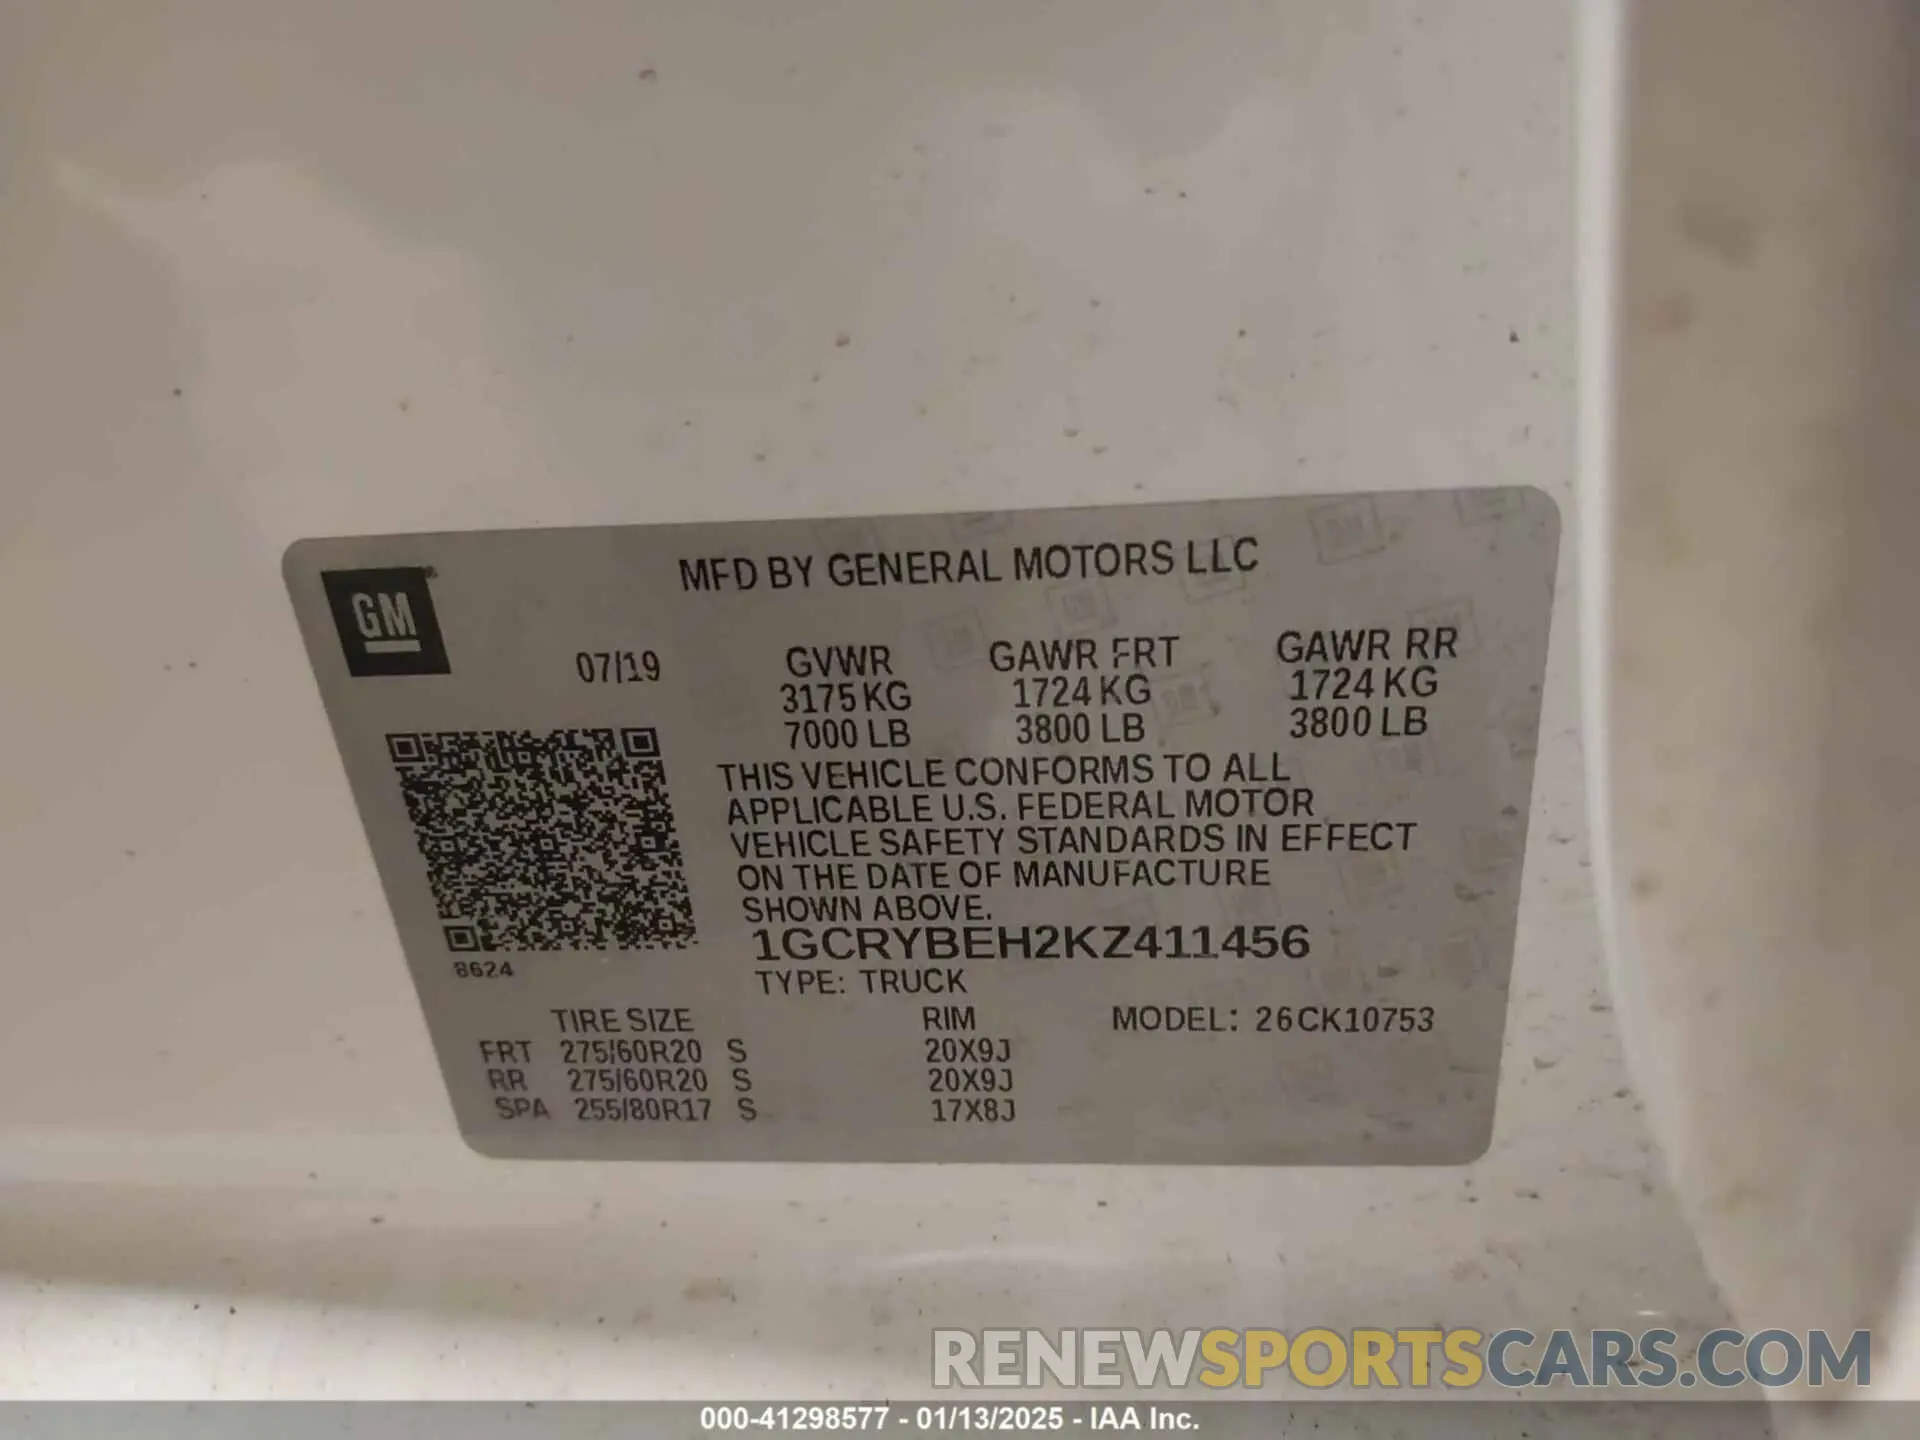 MFD BY GENERAL MOTORS LLC
GM
07/19 GVWR GAWR FRT GAWR RR
3175 KG 1724 KG 1724 KG
7000 LB 3800 LB 3800 LB
THIS VEHICLE CONFORMS TO ALL
APPLICABLE U.S. FEDERAL MOTOR
VEHICLE SAFETY STANDARDS IN EFFECT
ON THE DATE OF MANUFACTURE
SHOWN ABOVE.
1GCRYBEH2KZ411456
8624
TYPE: TRUCK
TIRE SIZE RIM MODEL: 26CK10753
FRT 275/60R20 S 20X9J
RR 275/60R20 S 20X9J
SPA 255/80R17 S 17X8J
RENEWSPORTSCARS.COM
000-41298577 - 01/13/2025 - IAA Inc.